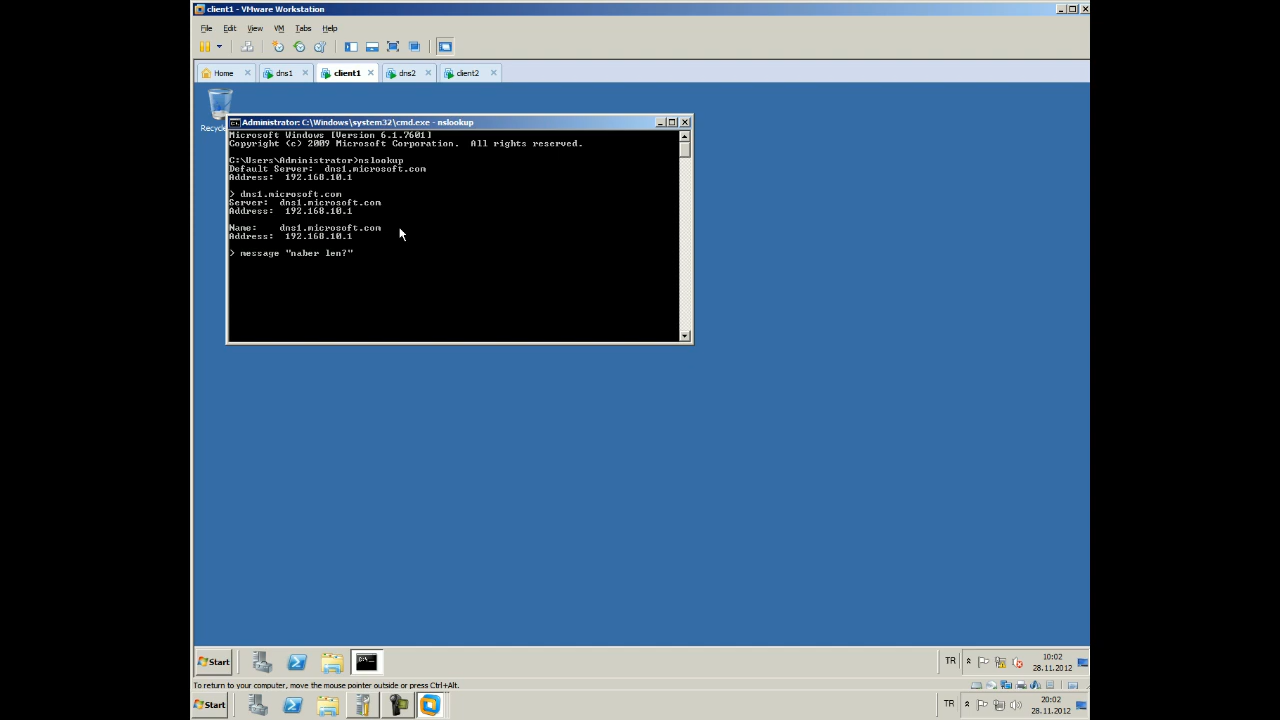 client1 - VMware Workstation
File Edit View VM Tabs Help
Home dns1 client1 dns2 client2
Recycle
Administrator: C:\Windows\system32\cmd.exe - nslookup
Microsoft Windows [Version 6.1.7601]
Copyright (c) 2009 Microsoft Corporation. All rights reserved.
C:\Users\Administrator>nslookup
Default Server: dns1.microsoft.com
Address: 192.168.10.1
> dns1.microsoft.com
Server: dns1.microsoft.com
Address: 192.168.10.1
Name: dns1.microsoft.com
Address: 192.168.10.1
> message "naber len?"
Start
TR
10:02
28.11.2012
To return to your computer, move the mouse pointer outside or press Ctrl+Alt.
Start
TR
20:02
28.11.2012